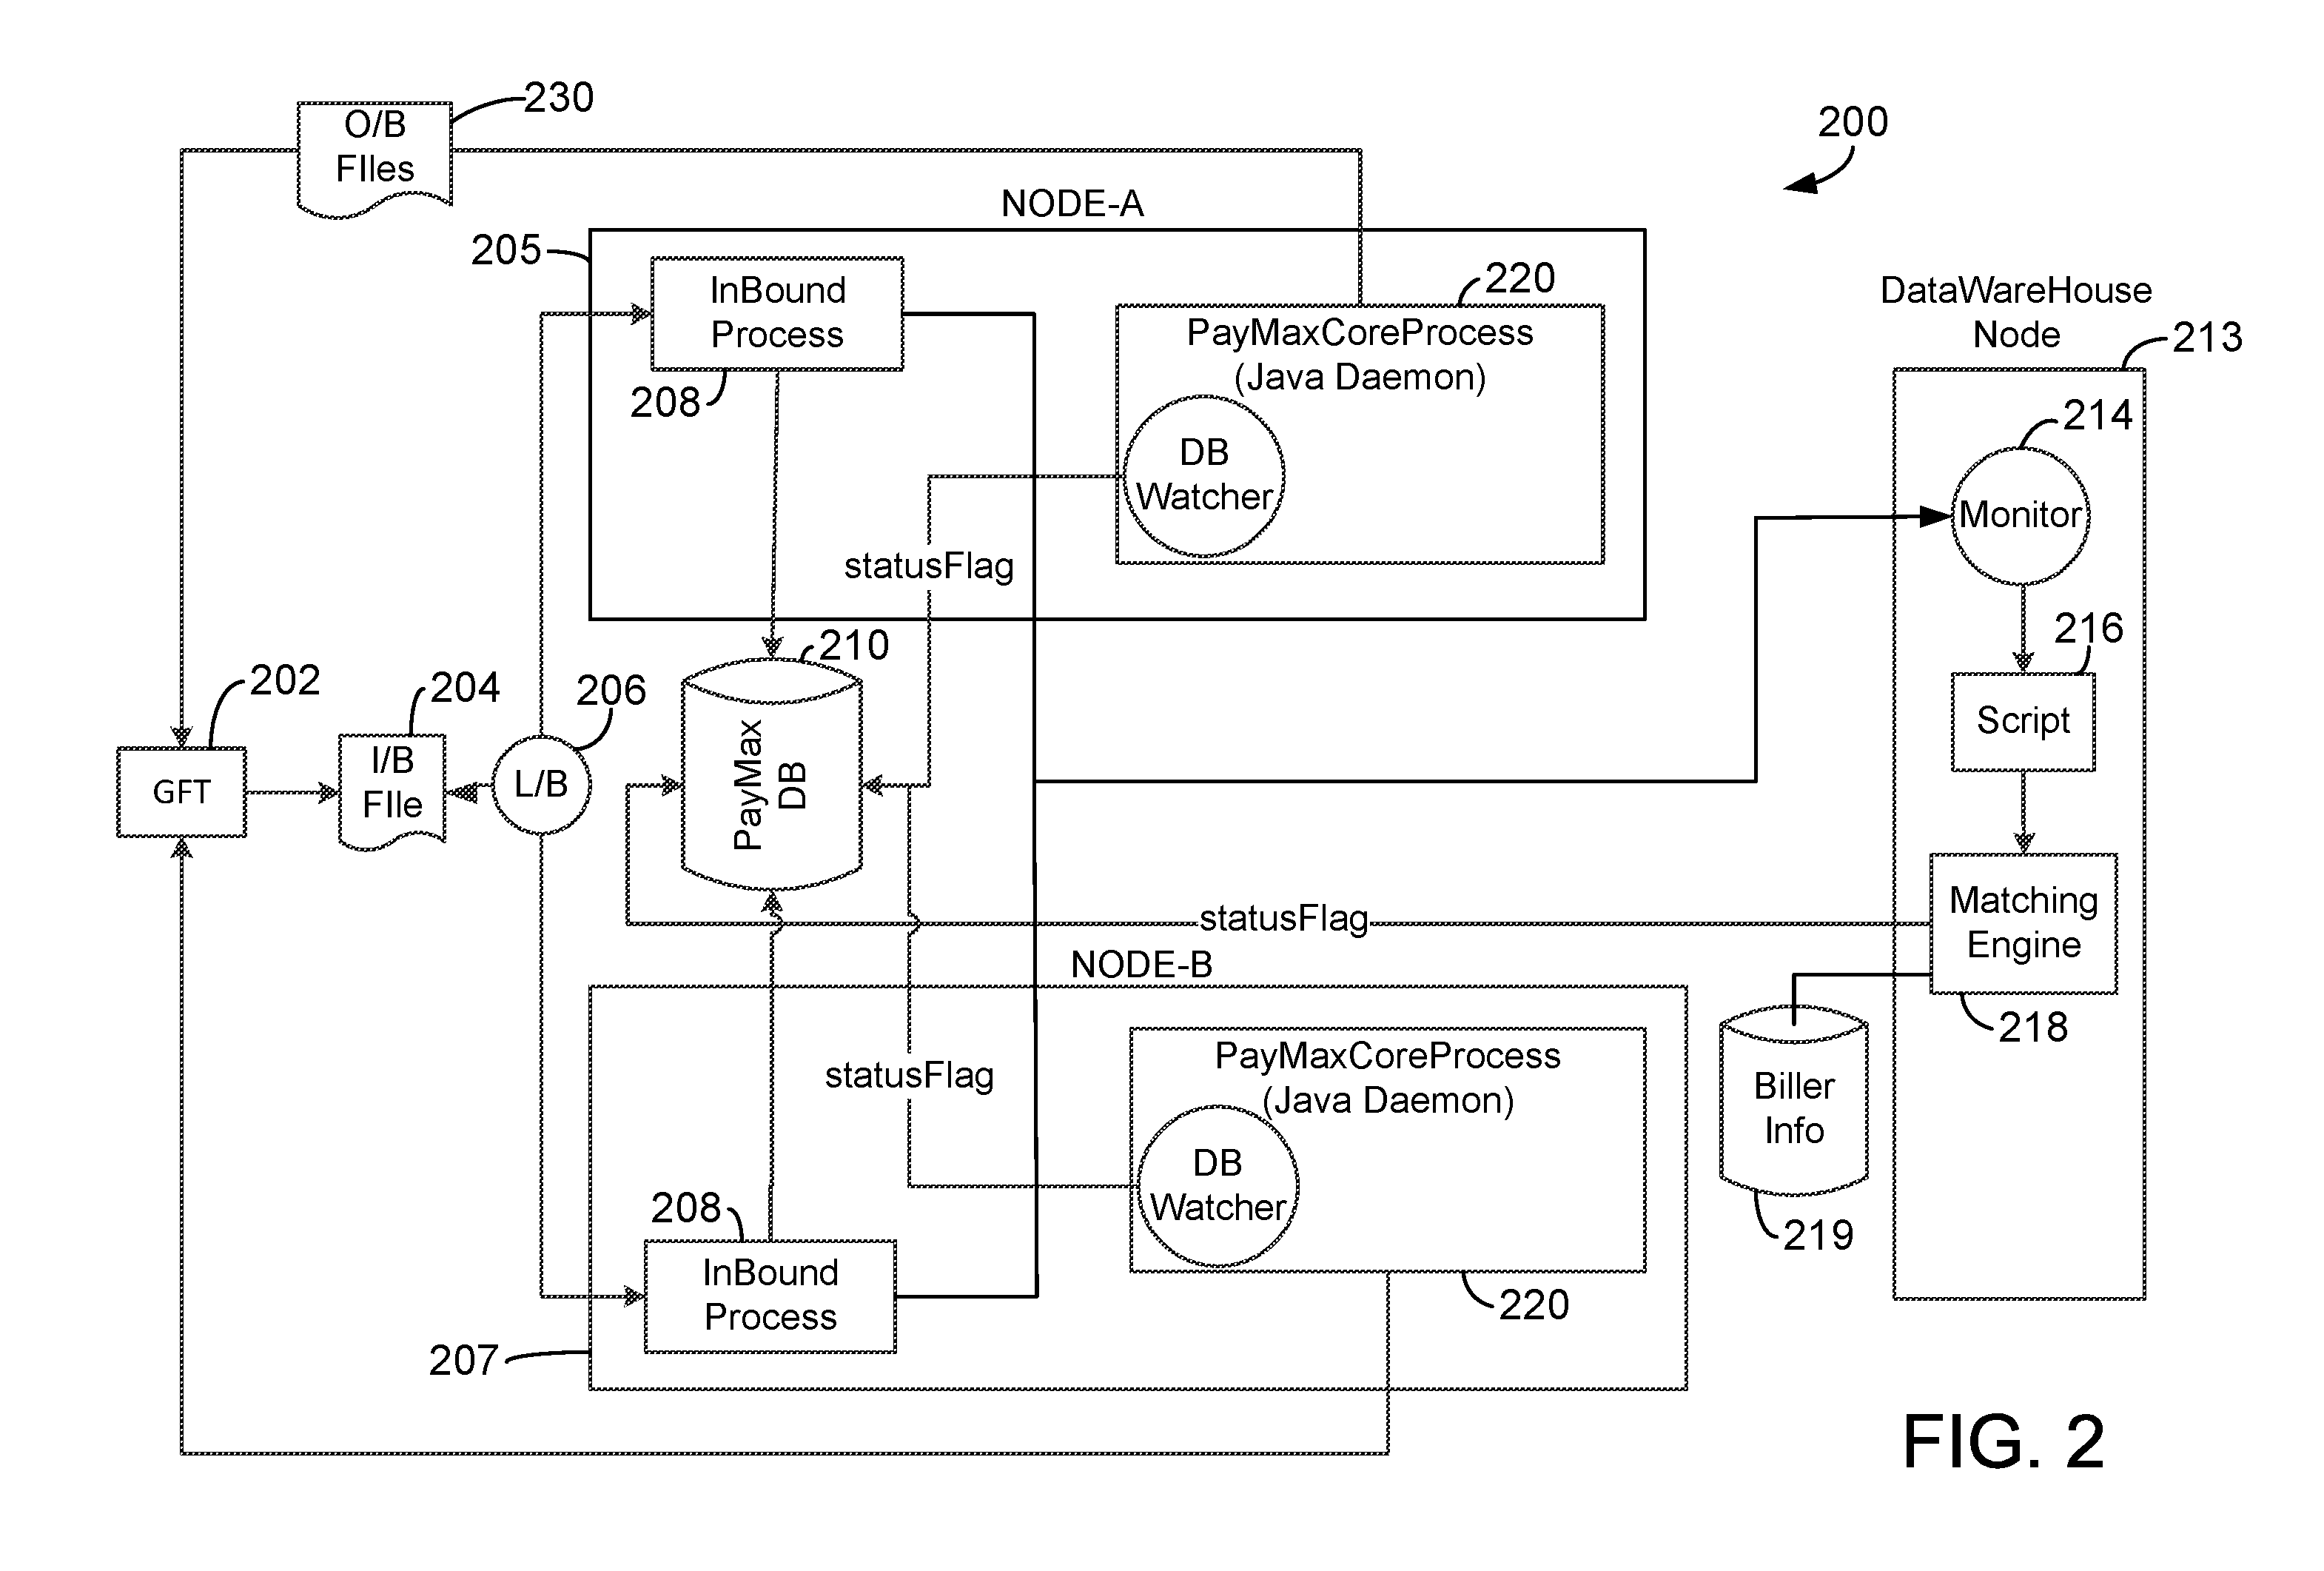 230
O/B
FIles
200
NODE-A
205
InBound
Process
208
220
PayMaxCoreProcess
(Java Daemon)
DB
Watcher
statusFlag
DataWareHouse
Node
213
214
Monitor
216
Script
Matching
Engine
218
202
GFT
204
I/B
FIle
206
L/B
210
PayMax
DB
statusFlag
NODE-B
statusFlag
PayMaxCoreProcess
(Java Daemon)
DB
Watcher
220
208
InBound
Process
207
Biller
Info
219
FIG. 2